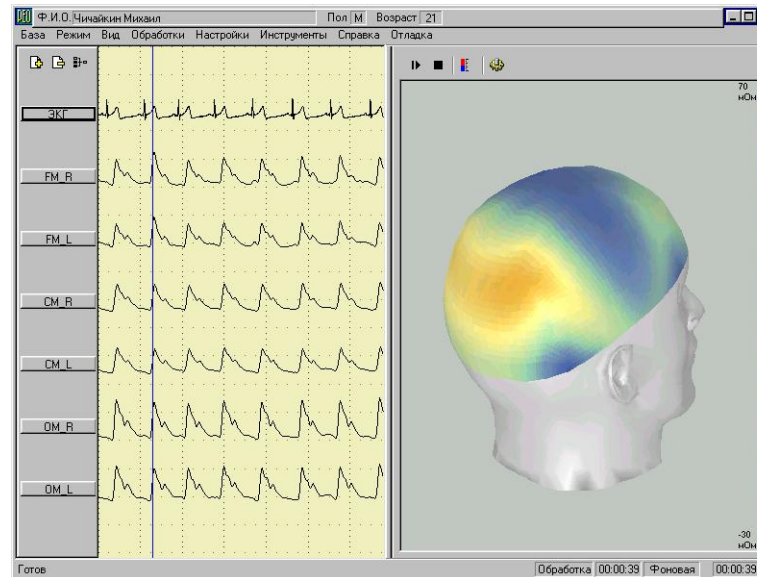 Ф.И.О. Чичайкин Михаил Пол М Возраст 21
База Режим Вид Обработки Настройки Инструменты Справка Отладка
ЭКГ
FM_R
FM_L
CM_R
CM_L
OM_R
OM_L
70
мОм
-30
мОм
Готов Обработка 00:00:39 Фоновая 00:00:39